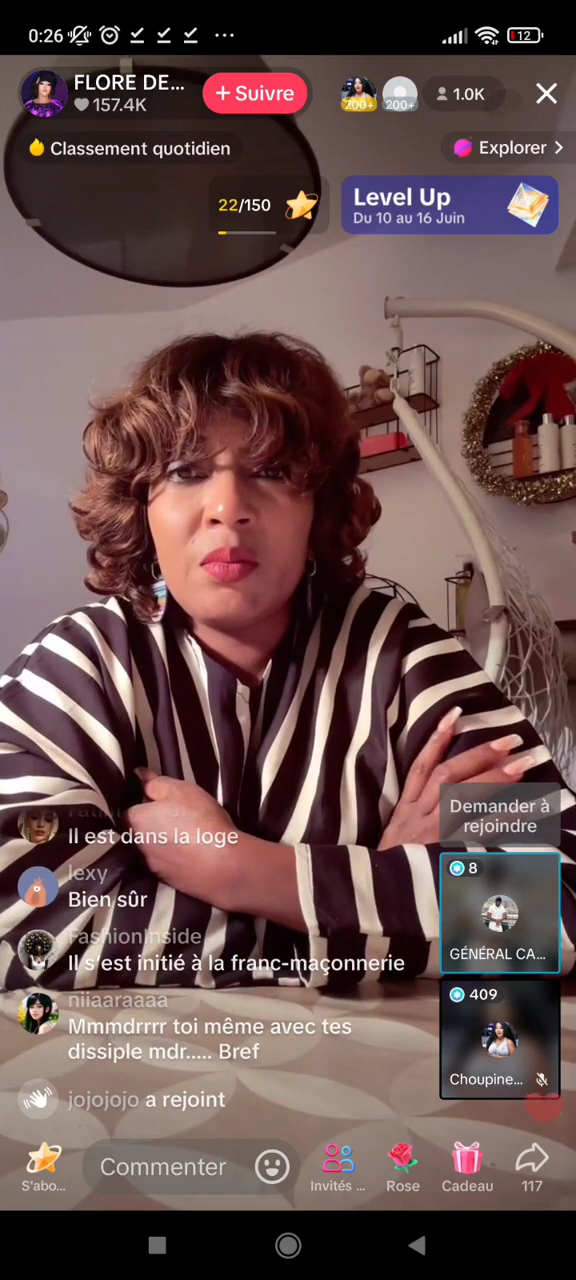 0:26
12
FLORE DE...
157.4K
+ Suivre
200+
200+
1.0K
Classement quotidien
Explorer
22/150
Level Up
Du 10 au 16 Juin
Demander à
rejoindre
Il est dans la loge
8
lexy
Bien sûr
FashionInside
GÉNÉRAL CA...
Il s'est initié à la franc-maçonnerie
niiaaraaaa
409
Mmmdrrrr toi même avec tes
dissiple mdr..... Bref
Choupine...
jojojojo a rejoint
Commenter
S'abo...
Invités ...
Rose
Cadeau
117